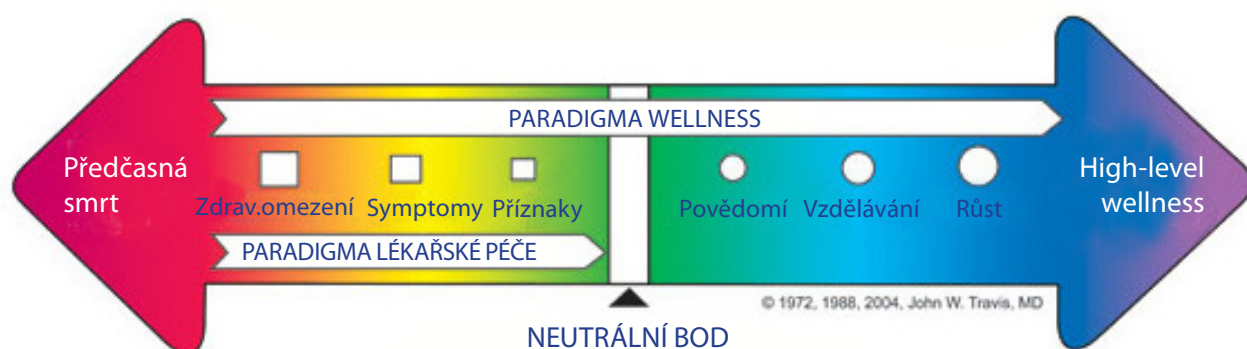 PARADIGMA WELLNESS
Předčasná
smrt
Zdrav.omezení
Symptomy
Příznaky
Povědomí
Vzdělávání
Růst
High-level
wellness
PARADIGMA LÉKAŘSKÉ PÉČE
© 1972, 1988, 2004, John W. Travis, MD
NEUTRÁLNÍ BOD